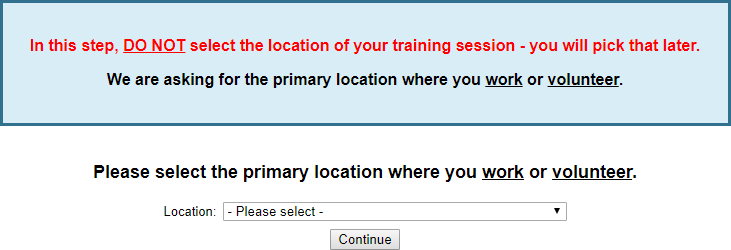 In this step, DO NOT select the location of your training session - you will pick that later.
We are asking for the primary location where you work or volunteer.
Please select the primary location where you work or volunteer.
Location: - Please select -
Continue